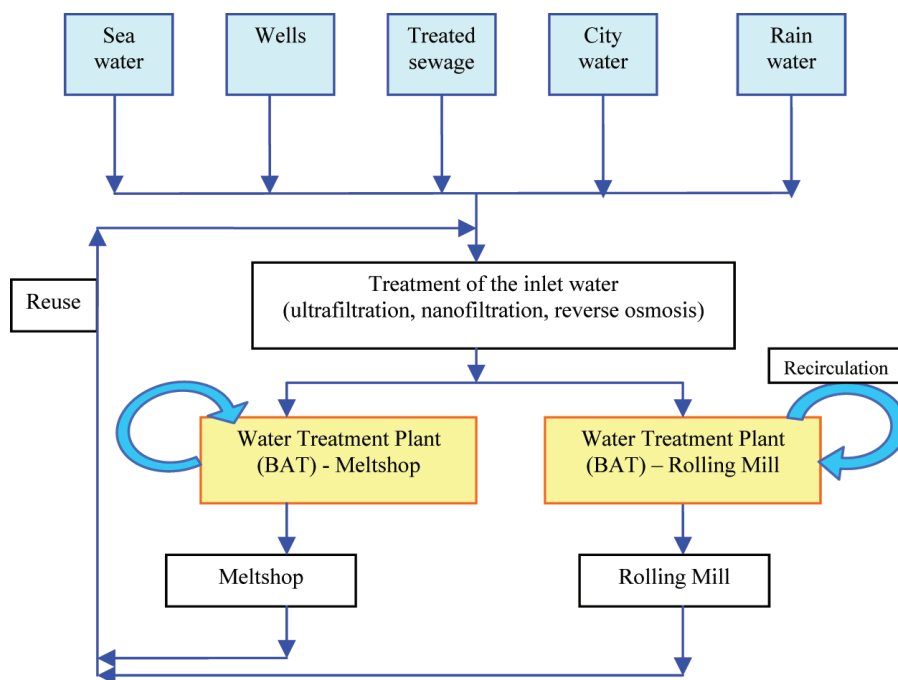 Sea
water
Wells
Treated
sewage
City
water
Rain
water
Treatment of the inlet water
(ultrafiltration, nanofiltration, reverse osmosis)
Reuse
Recirculation
Water Treatment Plant
(BAT) - Meltshop
Water Treatment Plant
(BAT) – Rolling Mill
Meltshop
Rolling Mill